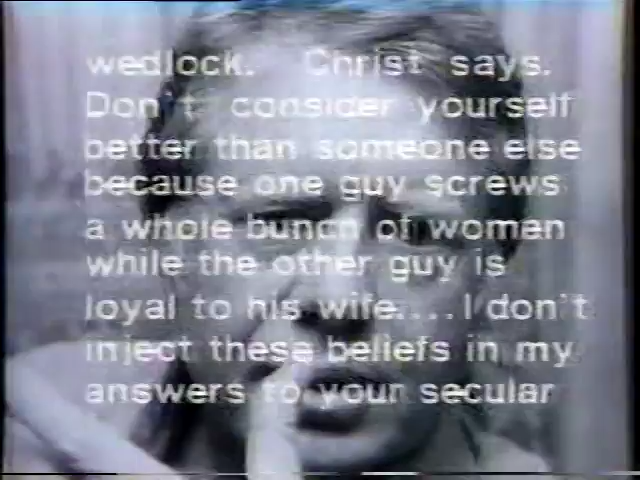 wedlock. Christ says.
Don't consider yourself
better than someone else
because one guy screws
a whole bunch of women
while the other guy is
loyal to his wife....I don't
inject these beliefs in my
answers to your secular